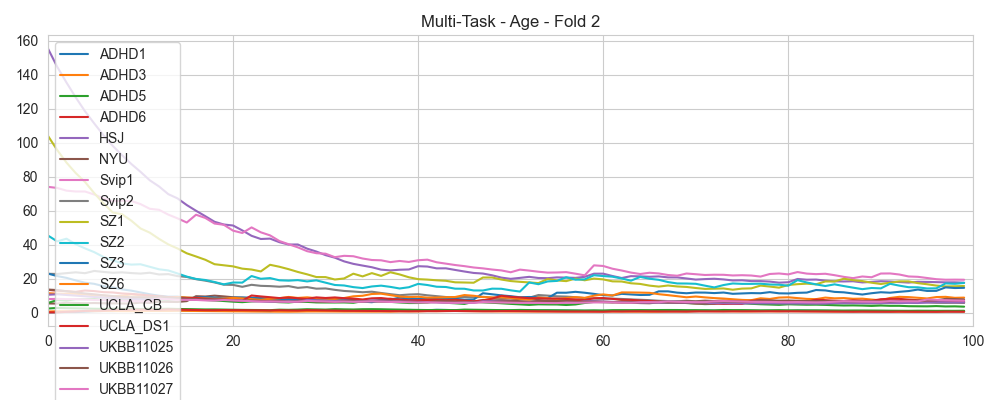 Multi-Task - Age - Fold 2
160
140
120
100
80
60
40
20
0
ADHD1
ADHD3
ADHD5
ADHD6
HSJ
NYU
Svip1
Svip2
SZ1
SZ2
SZ3
SZ6
UCLA_CB
UCLA_DS1
UKBB11025
UKBB11026
UKBB11027
0 20 40 60 80 100